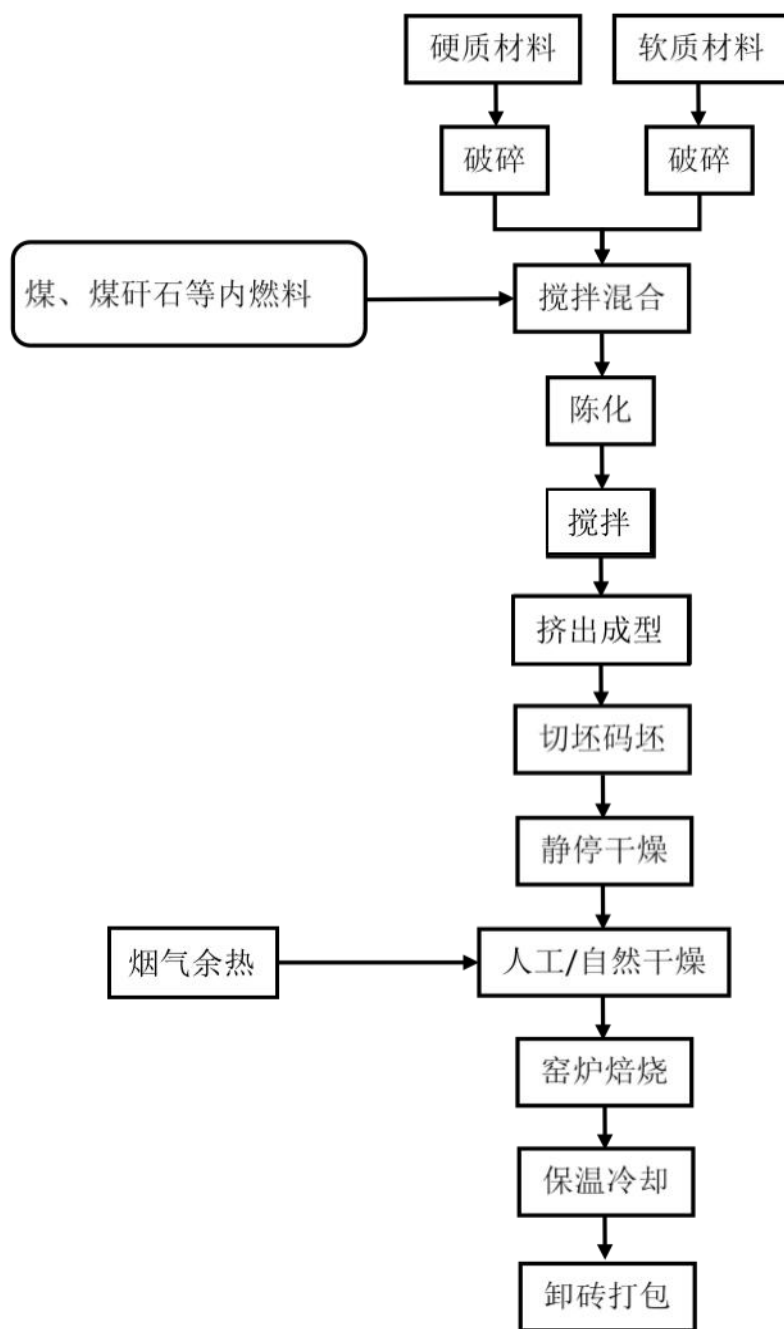 硬质材料
软质材料
破碎
破碎
煤、煤矸石等内燃料
搅拌混合
陈化
搅拌
挤出成型
切坯码坯
静停干燥
烟气余热
人工/自然干燥
窑炉焙烧
保温冷却
卸砖打包